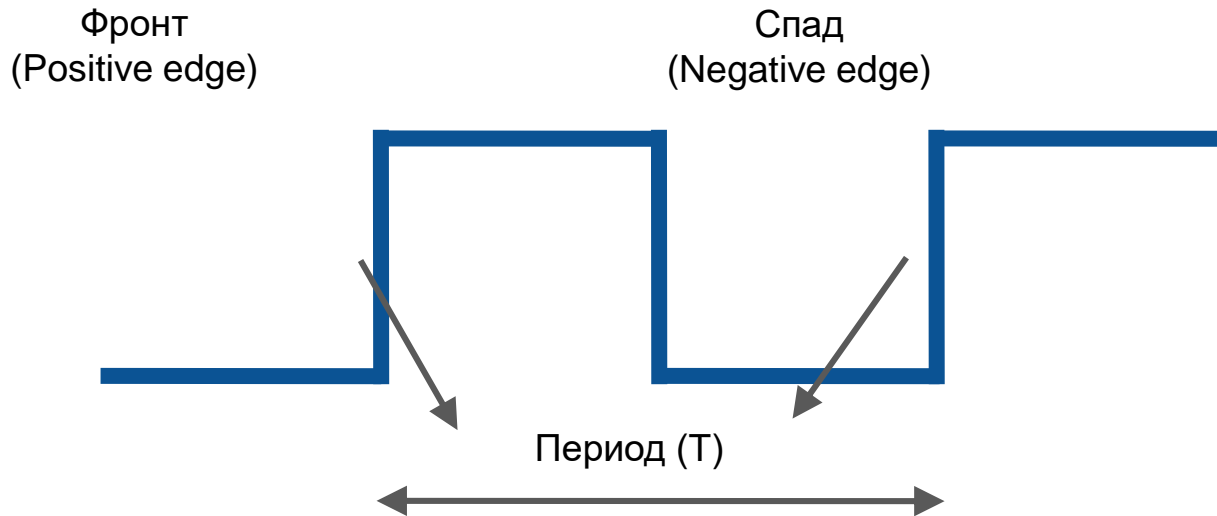 Фронт
(Positive edge)
Спад
(Negative edge)
Период (T)